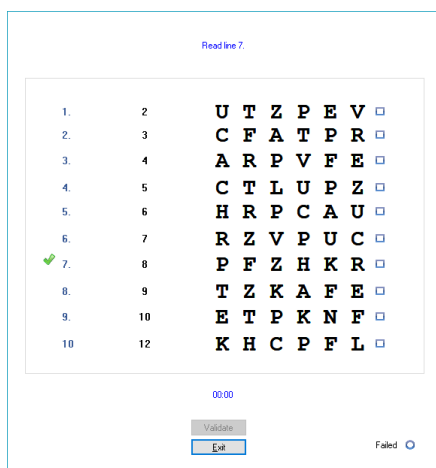 Read line 7.
1. 2 U T Z P E V
2. 3 C F A T P R
3. 4 A R P V F E
4. 5 C T L U P Z
5. 6 H R P C A U
6. 7 R Z V P U C
7. 8 P F Z H K R
8. 9 T Z K A F E
9. 10 E T P K N F
10 12 K H C P F L
00:00
Validate
Exit
Failed